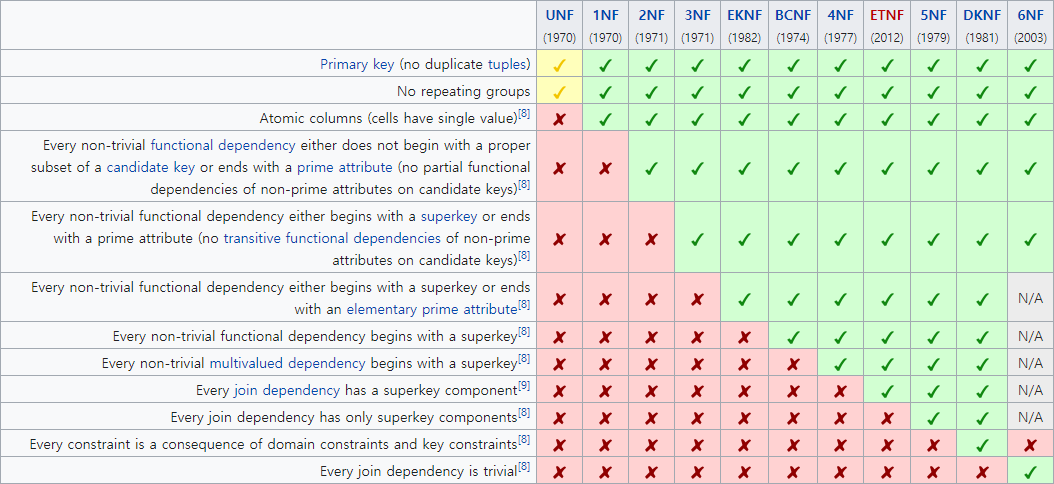 UNF 1NF 2NF 3NF EKNF BCNF 4NF ETNF 5NF DKNF 6NF
(1970) (1970) (1971) (1971) (1982) (1974) (1977) (2012) (1979) (1981) (2003)
Primary key (no duplicate tuples) ✓ ✓ ✓ ✓ ✓ ✓ ✓ ✓ ✓ ✓ ✓
No repeating groups ✓ ✓ ✓ ✓ ✓ ✓ ✓ ✓ ✓ ✓ ✓
Atomic columns (cells have single value)[8] ✗ ✓ ✓ ✓ ✓ ✓ ✓ ✓ ✓ ✓ ✓
Every non-trivial functional dependency either does not begin with a proper
subset of a candidate key or ends with a prime attribute (no partial functional
dependencies of non-prime attributes on candidate keys)[8] ✗ ✗ ✓ ✓ ✓ ✓ ✓ ✓ ✓ ✓ ✓
Every non-trivial functional dependency either begins with a superkey or ends
with a prime attribute (no transitive functional dependencies of non-prime
attributes on candidate keys)[8] ✗ ✗ ✗ ✓ ✓ ✓ ✓ ✓ ✓ ✓ ✓
Every non-trivial functional dependency either begins with a superkey or ends
with an elementary prime attribute[8] ✗ ✗ ✗ ✗ ✓ ✓ ✓ ✓ ✓ ✓ N/A
Every non-trivial functional dependency begins with a superkey[8] ✗ ✗ ✗ ✗ ✗ ✓ ✓ ✓ ✓ ✓ N/A
Every non-trivial multivalued dependency begins with a superkey[8] ✗ ✗ ✗ ✗ ✗ ✗ ✓ ✓ ✓ ✓ N/A
Every join dependency has a superkey component[9] ✗ ✗ ✗ ✗ ✗ ✗ ✗ ✓ ✓ ✓ N/A
Every join dependency has only superkey components[8] ✗ ✗ ✗ ✗ ✗ ✗ ✗ ✗ ✓ ✓ N/A
Every constraint is a consequence of domain constraints and key constraints[8] ✗ ✗ ✗ ✗ ✗ ✗ ✗ ✗ ✗ ✓ ✗
Every join dependency is trivial[8] ✗ ✗ ✗ ✗ ✗ ✗ ✗ ✗ ✗ ✗ ✓